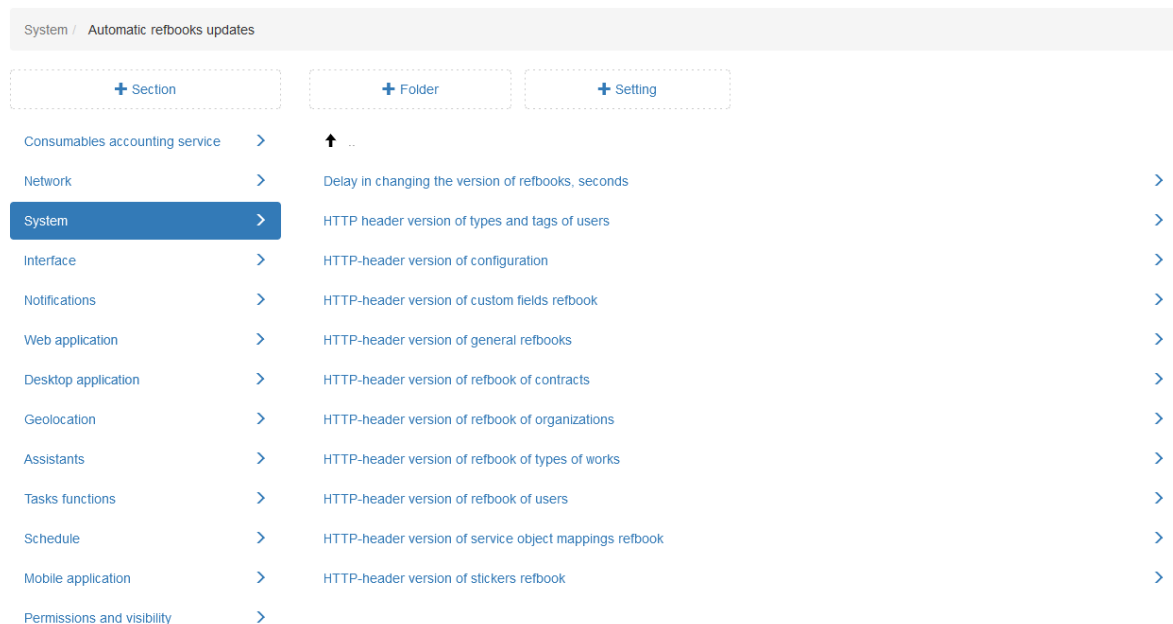 System / Automatic refbooks updates
+ Section
+ Folder
+ Setting
Consumables accounting service
Network
System
Interface
Notifications
Web application
Desktop application
Geolocation
Assistants
Tasks functions
Schedule
Mobile application
Permissions and visibility
..
Delay in changing the version of refbooks, seconds
HTTP header version of types and tags of users
HTTP-header version of configuration
HTTP-header version of custom fields refbook
HTTP-header version of general refbooks
HTTP-header version of refbook of contracts
HTTP-header version of refbook of organizations
HTTP-header version of refbook of types of works
HTTP-header version of refbook of users
HTTP-header version of service object mappings refbook
HTTP-header version of stickers refbook